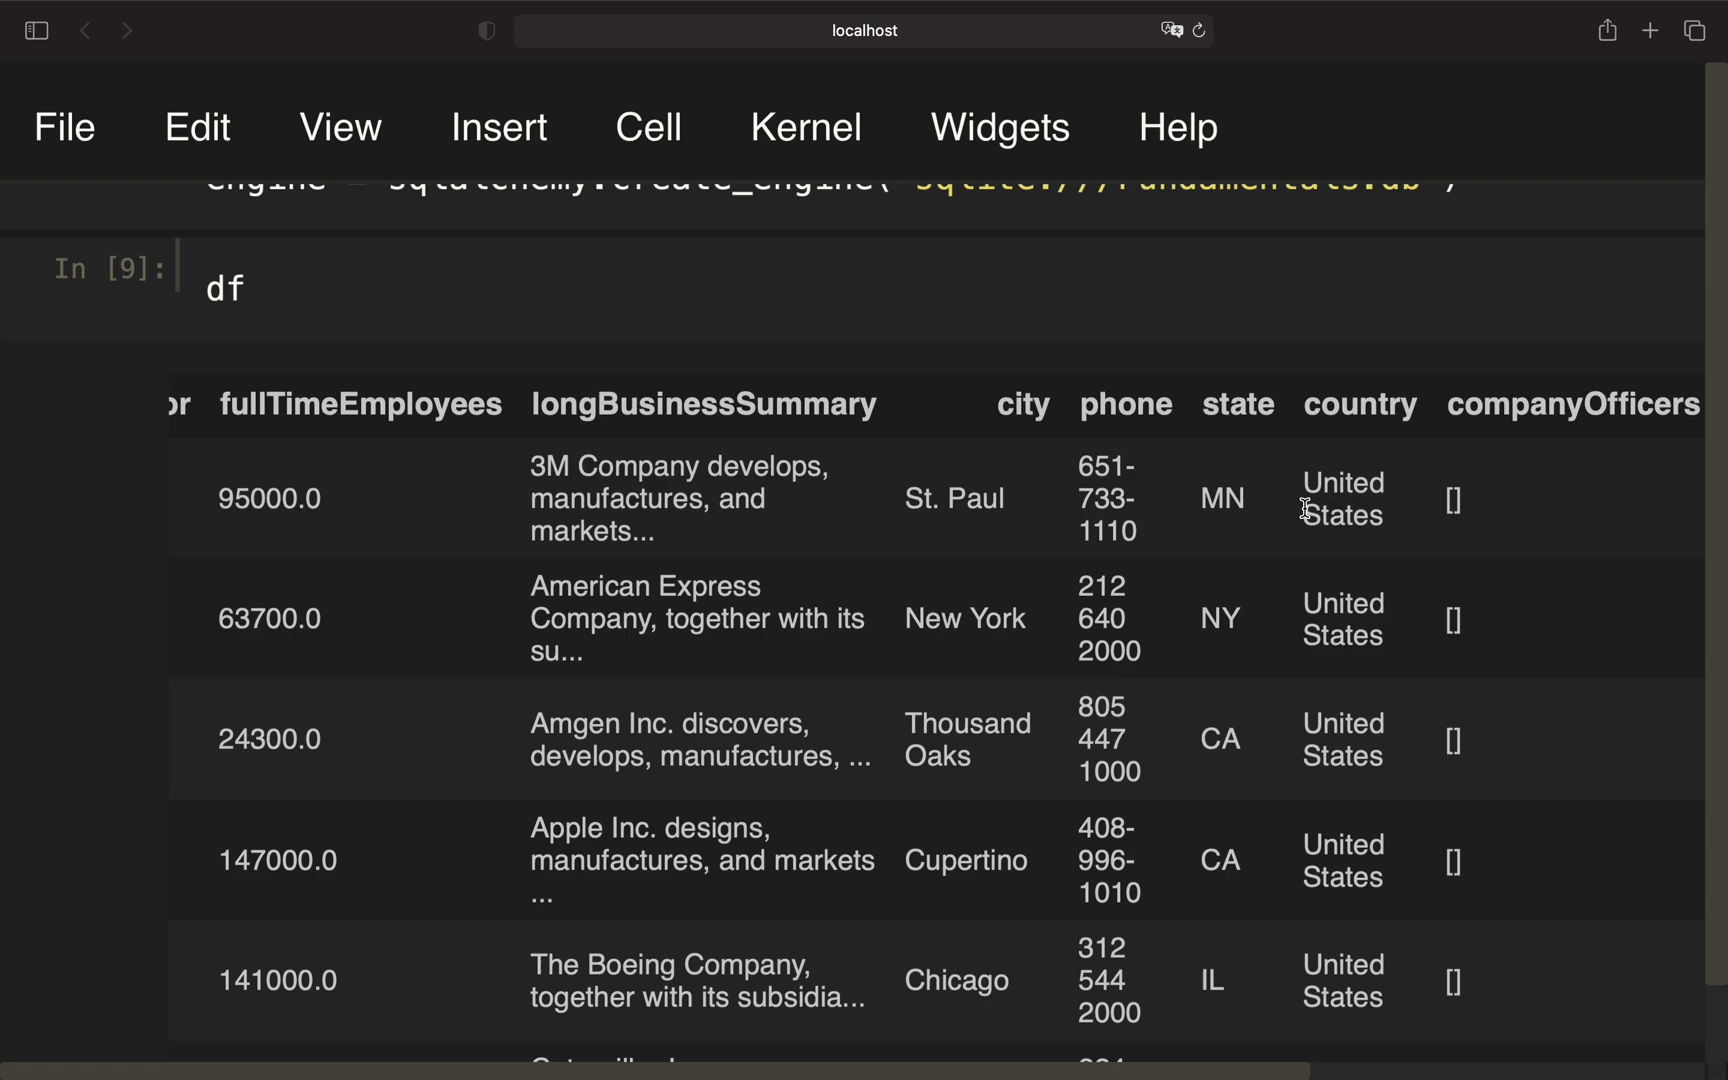 localhost
File Edit View Insert Cell Kernel Widgets Help
engine = sqlalchemy.create_engine(
In [9]:
df
or fullTimeEmployees longBusinessSummary city phone state country companyOfficers
95000.0
3M Company develops,
manufactures, and
markets...
St. Paul
651-
733-
1110
MN
United
States
[]
63700.0
American Express
Company, together with its
su...
New York
212
640
2000
NY
United
States
[]
24300.0
Amgen Inc. discovers,
develops, manufactures, ...
Thousand
Oaks
805
447
1000
CA
United
States
[]
147000.0
Apple Inc. designs,
manufactures, and markets
...
Cupertino
408-
996-
1010
CA
United
States
[]
141000.0
The Boeing Company,
together with its subsidia...
Chicago
312
544
2000
IL
United
States
[]